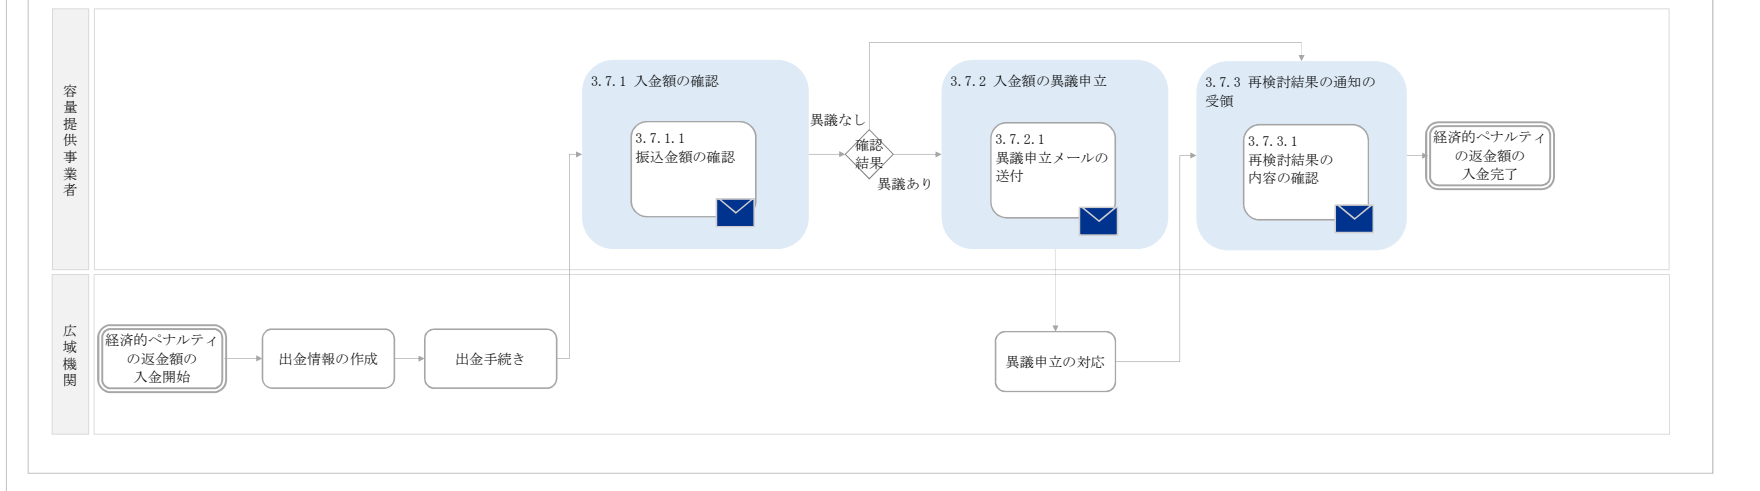 容量提供事業者
3.7.1 入金額の確認
3.7.1.1
振込金額の確認
異議なし
確認
結果
異議あり
3.7.2 入金額の異議申立
3.7.2.1
異議申立メールの
送付
3.7.3 再検討結果の通知の
受領
3.7.3.1
再検討結果の
内容の確認
経済的ペナルティ
の返金額の
入金完了
広域機関
経済的ペナルティ
の返金額の
入金開始
出金情報の作成
出金手続き
異議申立の対応